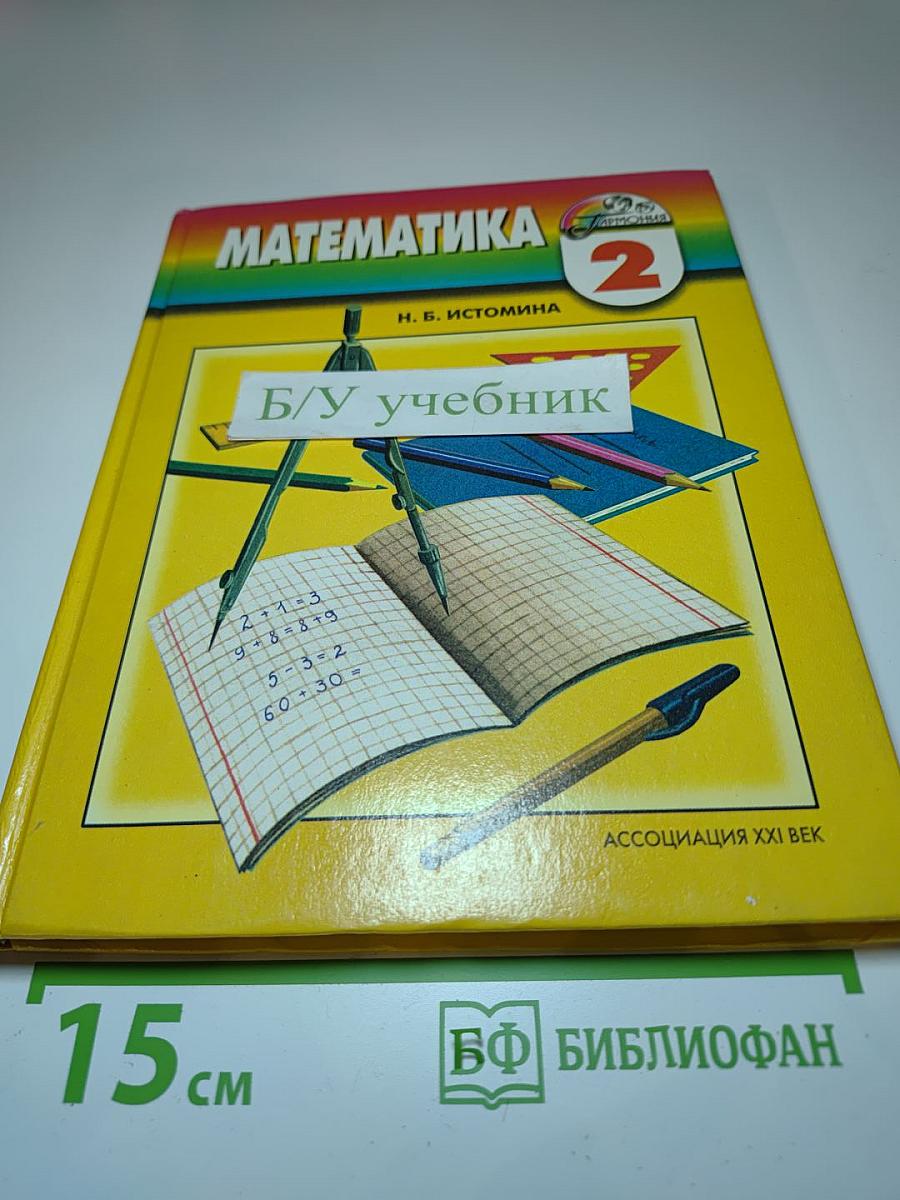 МАТЕМАТИКА
ГАРМОНИЯ
2
Н. Б. ИСТОМИНА
Б/У учебник
2+1=3
9+8=8+9
5-3=2
60+30=
АССОЦИАЦИЯ XXI ВЕК
15 см
БФ БИБЛИОФАН